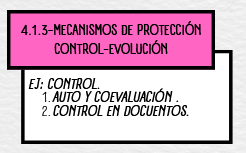 4.1.3-MECANISMOS DE PROTECCIÓN
CONTROL-EVOLUCIÓN
EJ: CONTROL.
1. AUTO Y COEVALUACIÓN .
2. CONTROL EN DOCUENTOS.